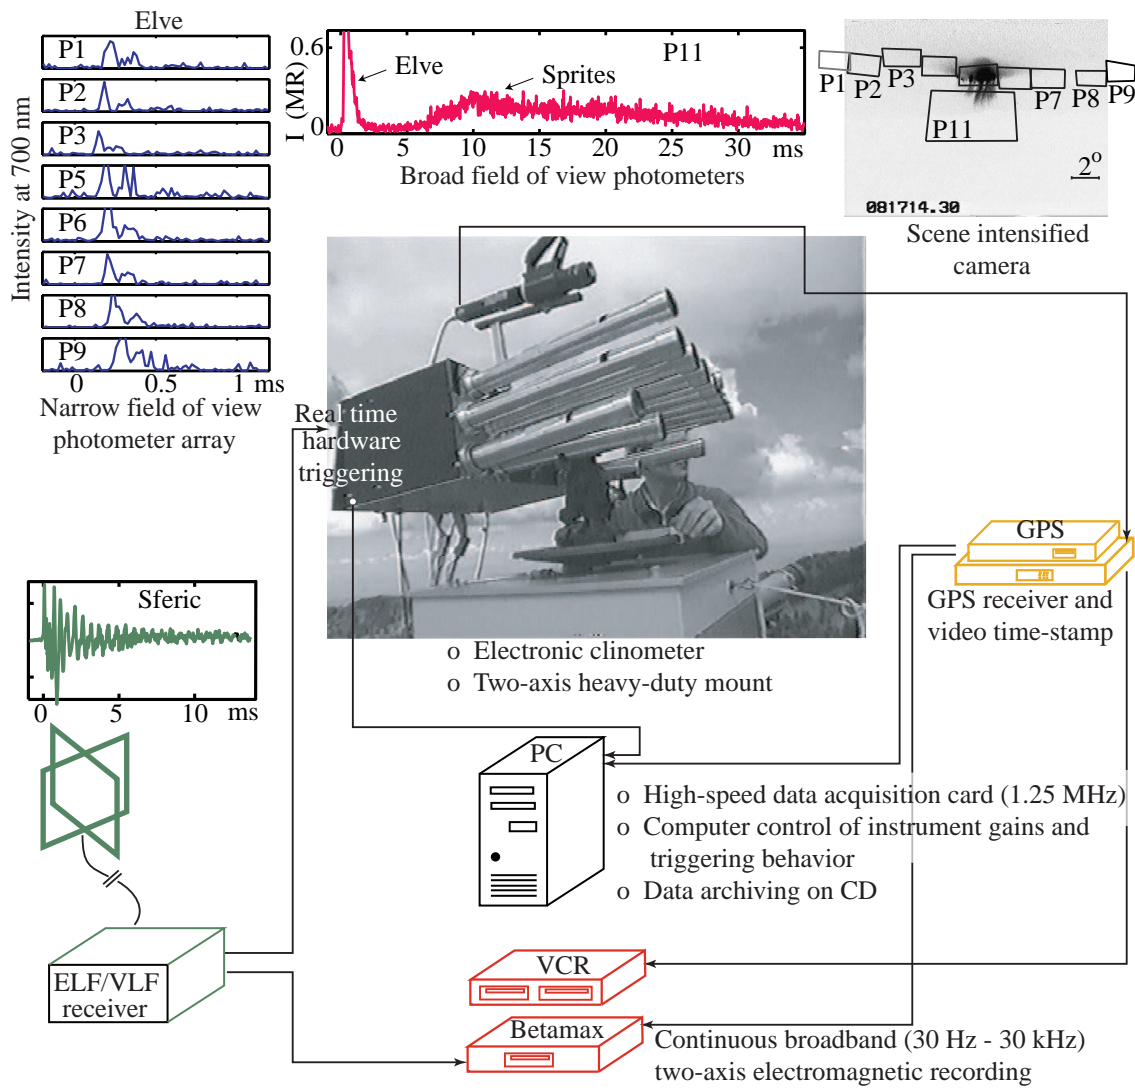 Elve
P1
P2
P3
P5
P6
P7
P8
P9
Intensity at 700 nm
0 0.5 1 ms
Narrow field of view
photometer array
0.6
0
I (MR)
P11
Elve
Sprites
0 5 10 15 20 25 30 ms
Broad field of view photometers
P1
P2
P3
P7
P8
P9
P11
2°
081714.30
Scene intensified
camera
Real time
hardware
triggering
GPS
GPS receiver and
video time-stamp
Sferic
0 5 10 ms
o Electronic clinometer
o Two-axis heavy-duty mount
PC
o High-speed data acquisition card (1.25 MHz)
o Computer control of instrument gains and
triggering behavior
o Data archiving on CD
ELF/VLF
receiver
VCR
Betamax
Continuous broadband (30 Hz - 30 kHz)
two-axis electromagnetic recording